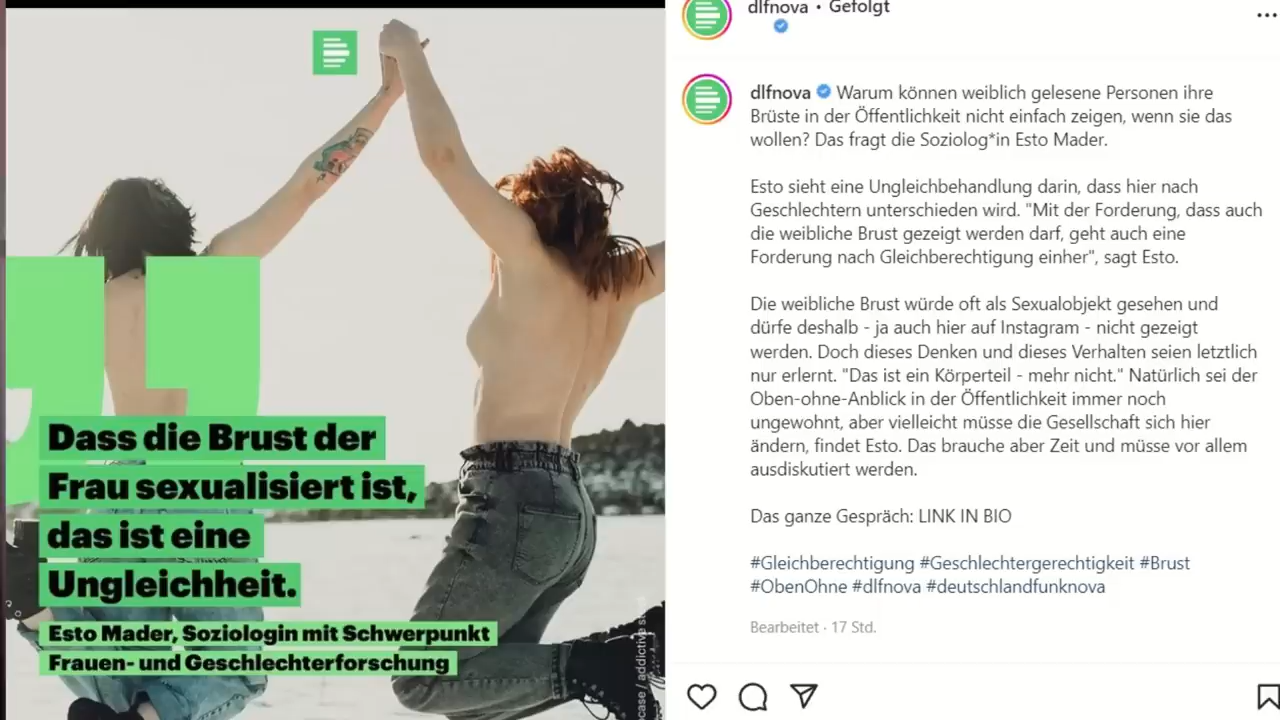 Dass die Brust der
Frau sexualisiert ist,
das ist eine
Ungleichheit.
Esto Mader, Soziologin mit Schwerpunkt
Frauen- und Geschlechterforschung
dlfnova • Gefolgt
dlfnova Warum können weiblich gelesene Personen ihre
Brüste in der Öffentlichkeit nicht einfach zeigen, wenn sie das
wollen? Das fragt die Soziolog*in Esto Mader.
Esto sieht eine Ungleichbehandlung darin, dass hier nach
Geschlechtern unterschieden wird. "Mit der Forderung, dass auch
die weibliche Brust gezeigt werden darf, geht auch eine
Forderung nach Gleichberechtigung einher", sagt Esto.
Die weibliche Brust würde oft als Sexualobjekt gesehen und
dürfe deshalb - ja auch hier auf Instagram - nicht gezeigt
werden. Doch dieses Denken und dieses Verhalten seien letztlich
nur erlernt. "Das ist ein Körperteil - mehr nicht." Natürlich sei der
Oben-ohne-Anblick in der Öffentlichkeit immer noch
ungewohnt, aber vielleicht müsse die Gesellschaft sich hier
ändern, findet Esto. Das brauche aber Zeit und müsse vor allem
ausdiskutiert werden.
Das ganze Gespräch: LINK IN BIO
#Gleichberechtigung #Geschlechtergerechtigkeit #Brust
#ObenOhne #dlfnova #deutschlandfunknova
Bearbeitet · 17 Std.